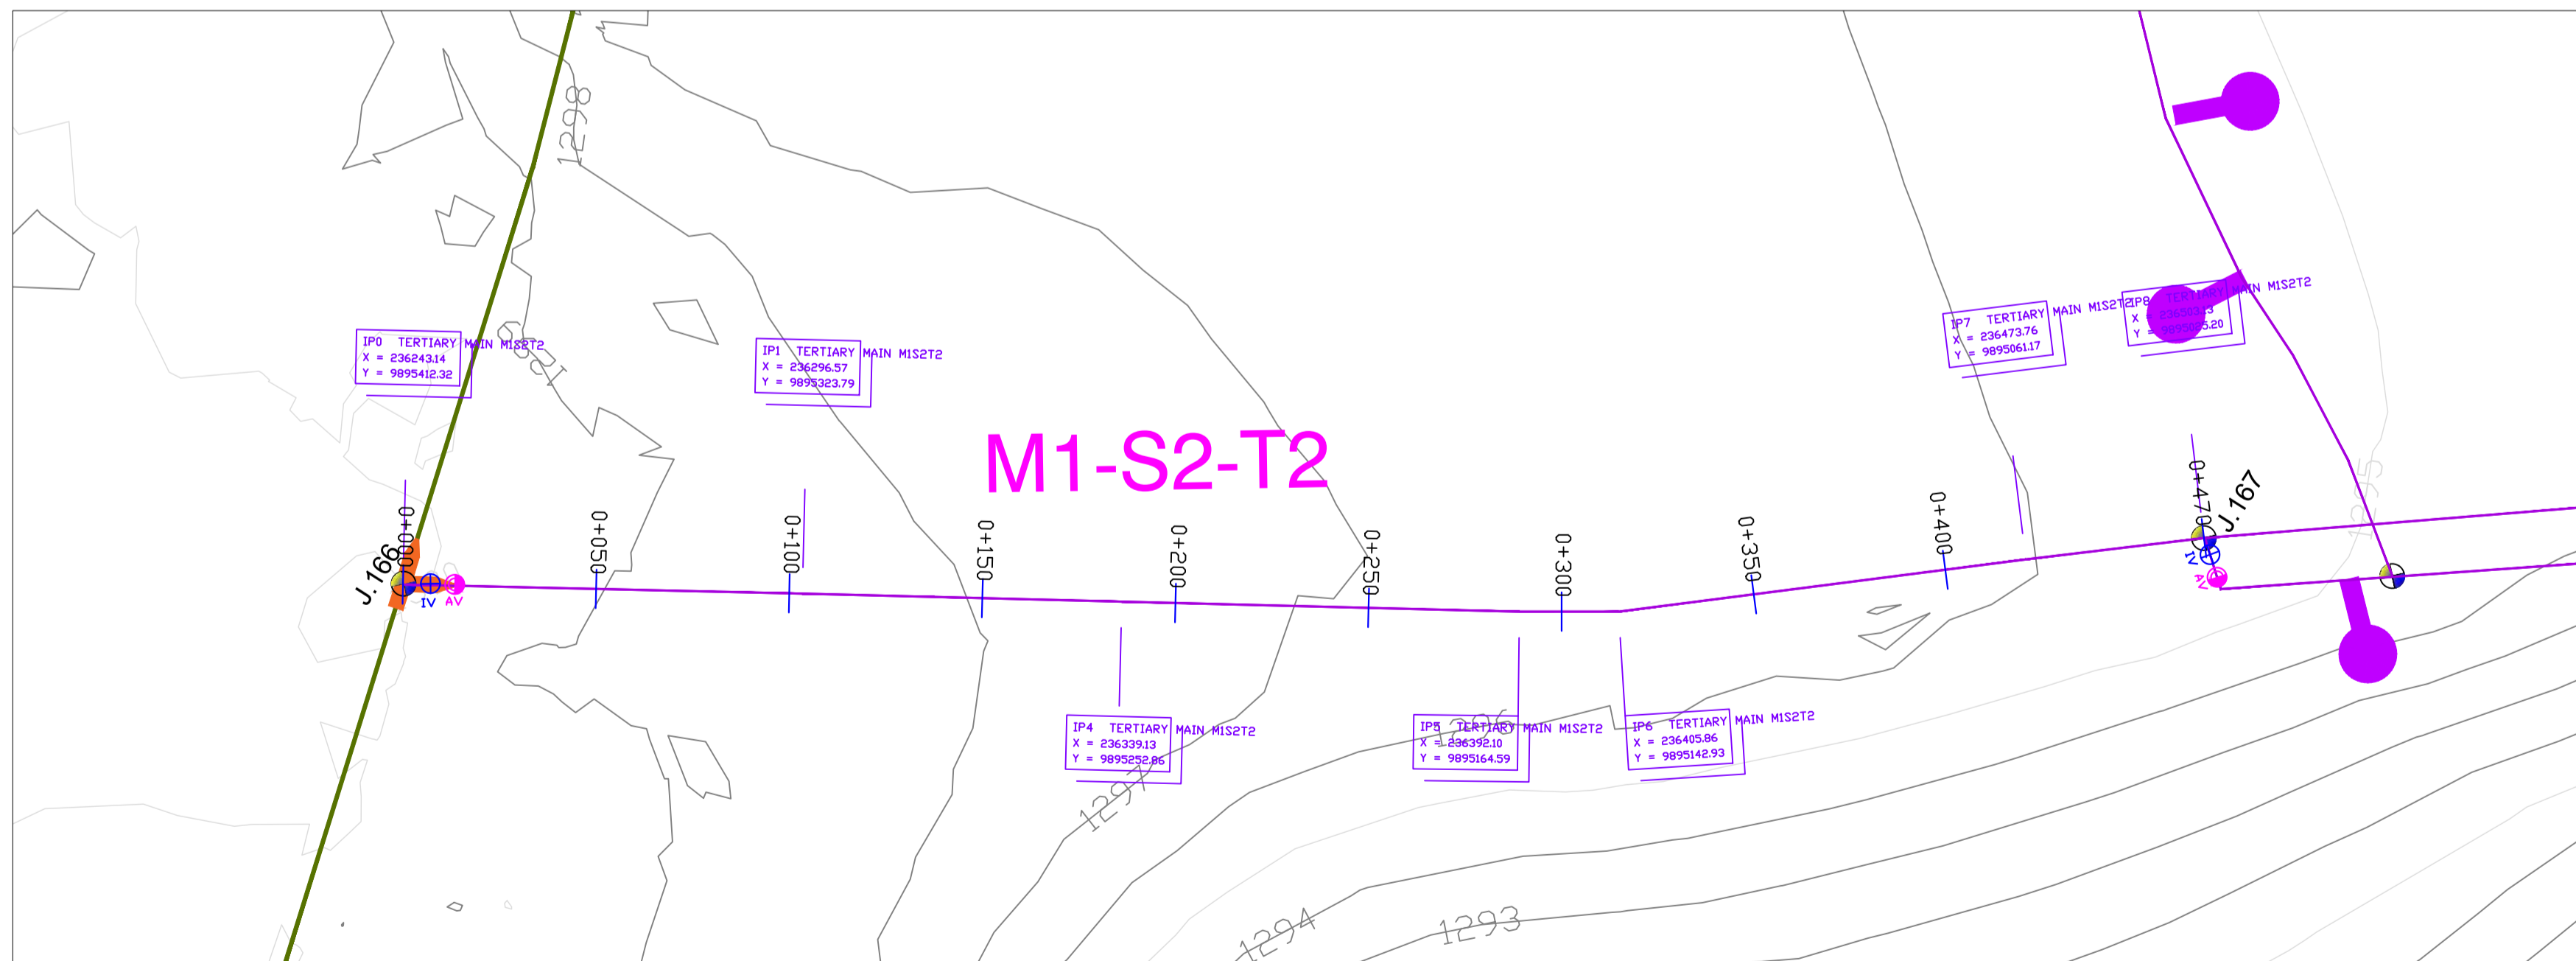 1298
1297
IP0 TERTIARY MAIN M1S2T2
X = 236243.14
Y = 9895412.32
IP1 TERTIARY MAIN M1S2T2
X = 236296.57
Y = 9895323.79
IP7 TERTIARY MAIN M1S2T2
X = 236473.76
Y = 9895061.17
IP8 TERTIARY MAIN M1S2T2
M1-S2-T2
J.166
0+000
IV
AV
0+050
0+100
0+150
0+200
0+250
0+300
0+350
0+400
0+470
J.167
IV
AV
1295
IP4 TERTIARY MAIN M1S2T2
X = 236339.13
Y = 9895252.86
IP5 TERTIARY MAIN M1S2T2
X = 236392.10
Y = 9895164.59
IP6 TERTIARY MAIN M1S2T2
X = 236405.86
Y = 9895142.93
1296
1297
1294
1293